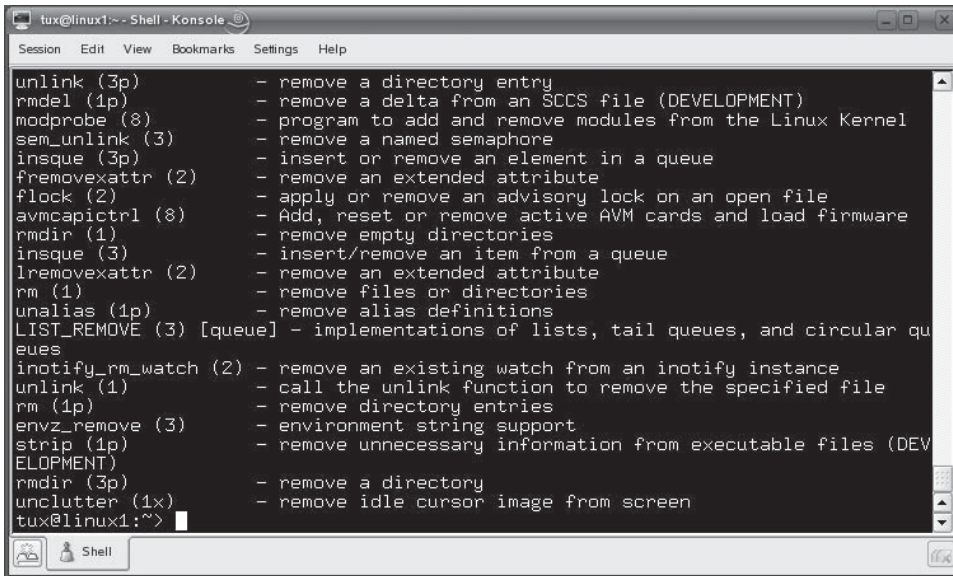 tux@linux1:~ - Shell - Konsole
Session Edit View Bookmarks Settings Help
unlink (3p) - remove a directory entry
rmdel (1p) - remove a delta from an SCCS file (DEVELOPMENT)
modprobe (8) - program to add and remove modules from the Linux Kernel
sem_unlink (3) - remove a named semaphore
insque (3p) - insert or remove an element in a queue
fremovexattr (2) - remove an extended attribute
flock (2) - apply or remove an advisory lock on an open file
avmcapictrl (8) - Add, reset or remove active AVM cards and load firmware
rmdir (1) - remove empty directories
insque (3) - insert/remove an item from a queue
lremovexattr (2) - remove an extended attribute
rm (1) - remove files or directories
unalias (1p) - remove alias definitions
LIST_REMOVE (3) [queue] - implementations of lists, tail queues, and circular qu
eues
inotify_rm_watch (2) - remove an existing watch from an inotify instance
unlink (1) - call the unlink function to remove the specified file
rm (1p) - remove directory entries
envz_remove (3) - environment string support
strip (1p) - remove unnecessary information from executable files (DEV
ELOPMENT)
rmdir (3p) - remove a directory
unclutter (1x) - remove idle cursor image from screen
tux@linux1:~>
Shell